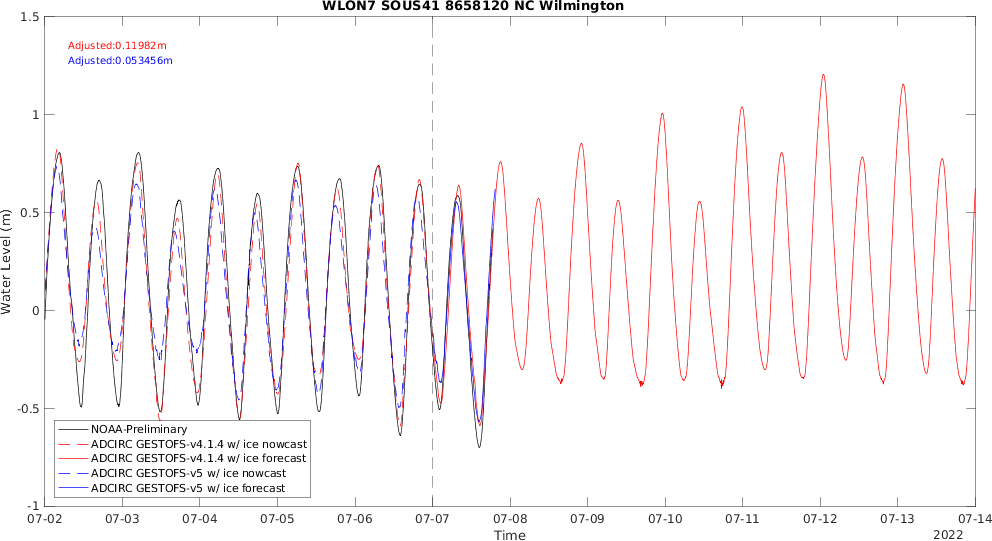 WLON7 SOUS41 8658120 NC Wilmington
1.5
Adjusted:0.11982m
Adjusted:0.053456m
1
0.5
0
-0.5
-1
Water Level (m)
NOAA-Preliminary
ADCIRC GESTOFS-v4.1.4 w/ ice nowcast
ADCIRC GESTOFS-v4.1.4 w/ ice forecast
ADCIRC GESTOFS-v5 w/ ice nowcast
ADCIRC GESTOFS-v5 w/ ice forecast
07-02 07-03 07-04 07-05 07-06 07-07 07-08 07-09 07-10 07-11 07-12 07-13 07-14
Time
2022